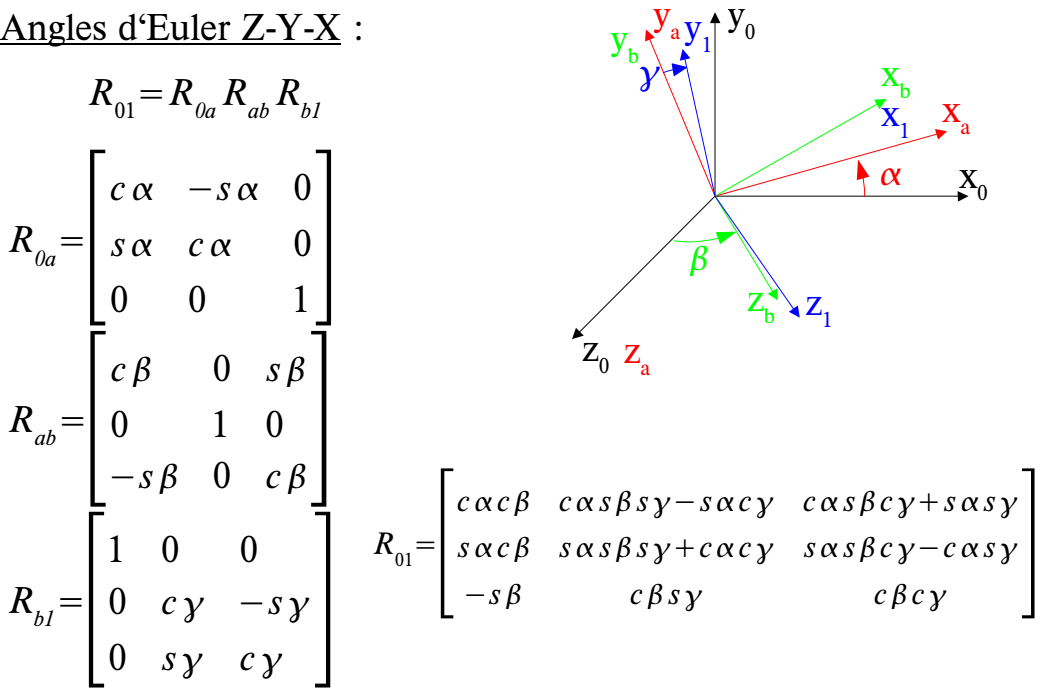 Angles d‘Euler Z-Y-X :
R01 = R0a Rab Rb1
R0a = [ cα −sα 0
sα cα 0
0 0 1 ]
Rab = [ cβ 0 sβ
0 1 0
−sβ 0 cβ ]
Rb1 = [ 1 0 0
0 cγ −sγ
0 sγ cγ ]
yb ya y1 y0
γ
xb
x1 xa
α x0
β
zb z1
z0 za
R01 = [ cαcβ cαsβsγ−sαcγ cαsβcγ+sαsγ
sαcβ sαsβsγ+cαcγ sαsβcγ−cαsγ
−sβ cβsγ cβcγ ]